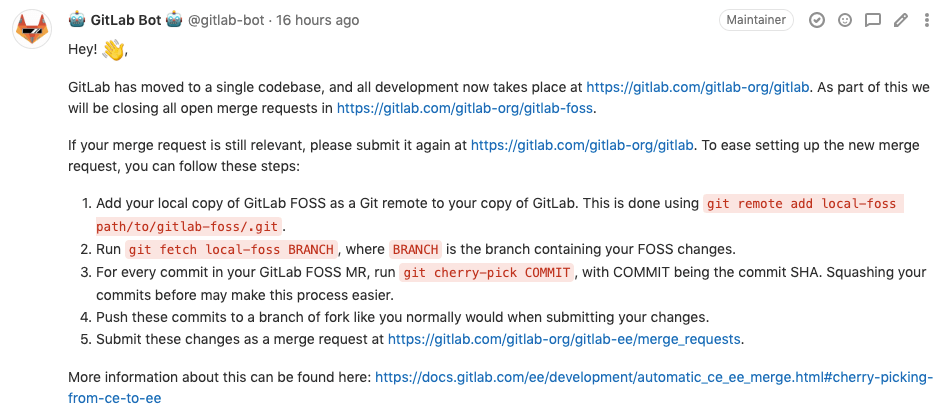 🤖 GitLab Bot 🤖 @gitlab-bot · 16 hours ago Maintainer
Hey! 👋,
GitLab has moved to a single codebase, and all development now takes place at https://gitlab.com/gitlab-org/gitlab. As part of this we
will be closing all open merge requests in https://gitlab.com/gitlab-org/gitlab-foss.
If your merge request is still relevant, please submit it again at https://gitlab.com/gitlab-org/gitlab. To ease setting up the new merge
request, you can follow these steps:
1. Add your local copy of GitLab FOSS as a Git remote to your copy of GitLab. This is done using git remote add local-foss
path/to/gitlab-foss/.git.
2. Run git fetch local-foss BRANCH, where BRANCH is the branch containing your FOSS changes.
3. For every commit in your GitLab FOSS MR, run git cherry-pick COMMIT, with COMMIT being the commit SHA. Squashing your
commits before may make this process easier.
4. Push these commits to a branch of fork like you normally would when submitting your changes.
5. Submit these changes as a merge request at https://gitlab.com/gitlab-org/gitlab-ee/merge_requests.
More information about this can be found here: https://docs.gitlab.com/ee/development/automatic_ce_ee_merge.html#cherry-picking-
from-ce-to-ee